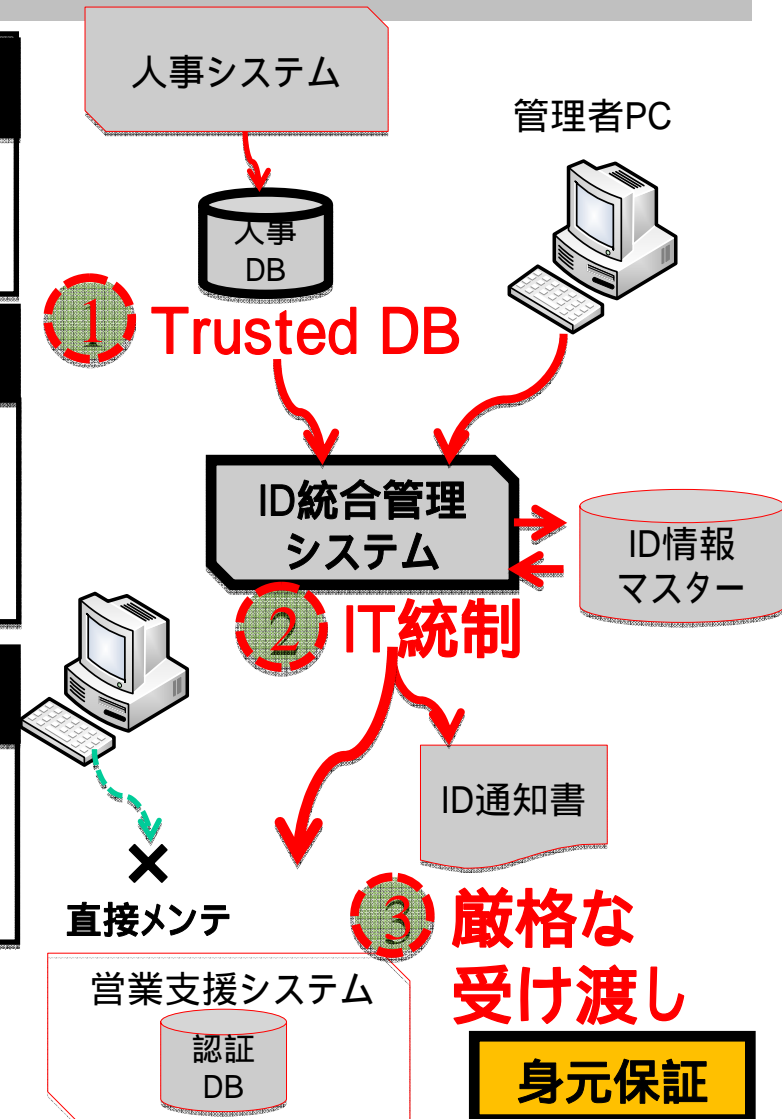 人事システム
管理者PC
人事
DB
1 Trusted DB
ID統合管理
システム
ID情報
マスター
2 IT統制
ID通知書
×
直接メンテ
3 厳格な
受け渡し
営業支援システム
認証
DB
身元保証